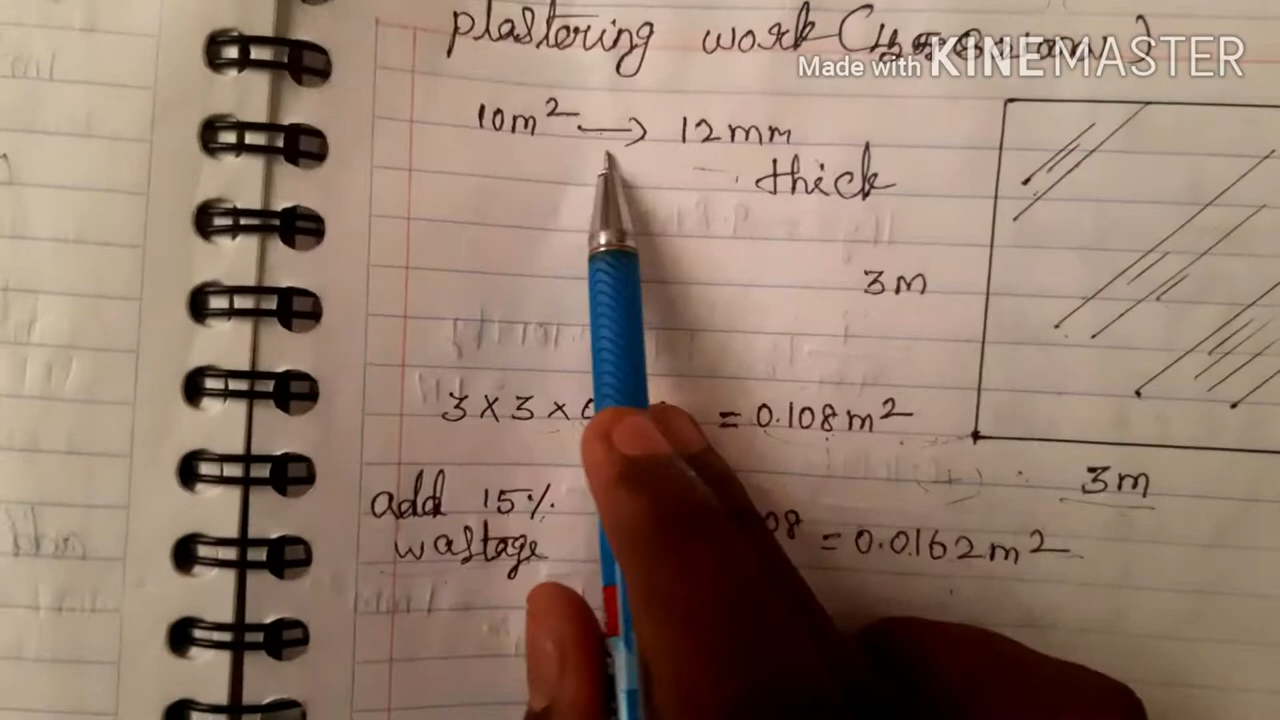 plastering work (
Made with KINEMASTER
10m² → 12mm
thick
3m
3 X 3 X = 0.108m²
3m
add 15%
wastage
08 = 0.0162m²